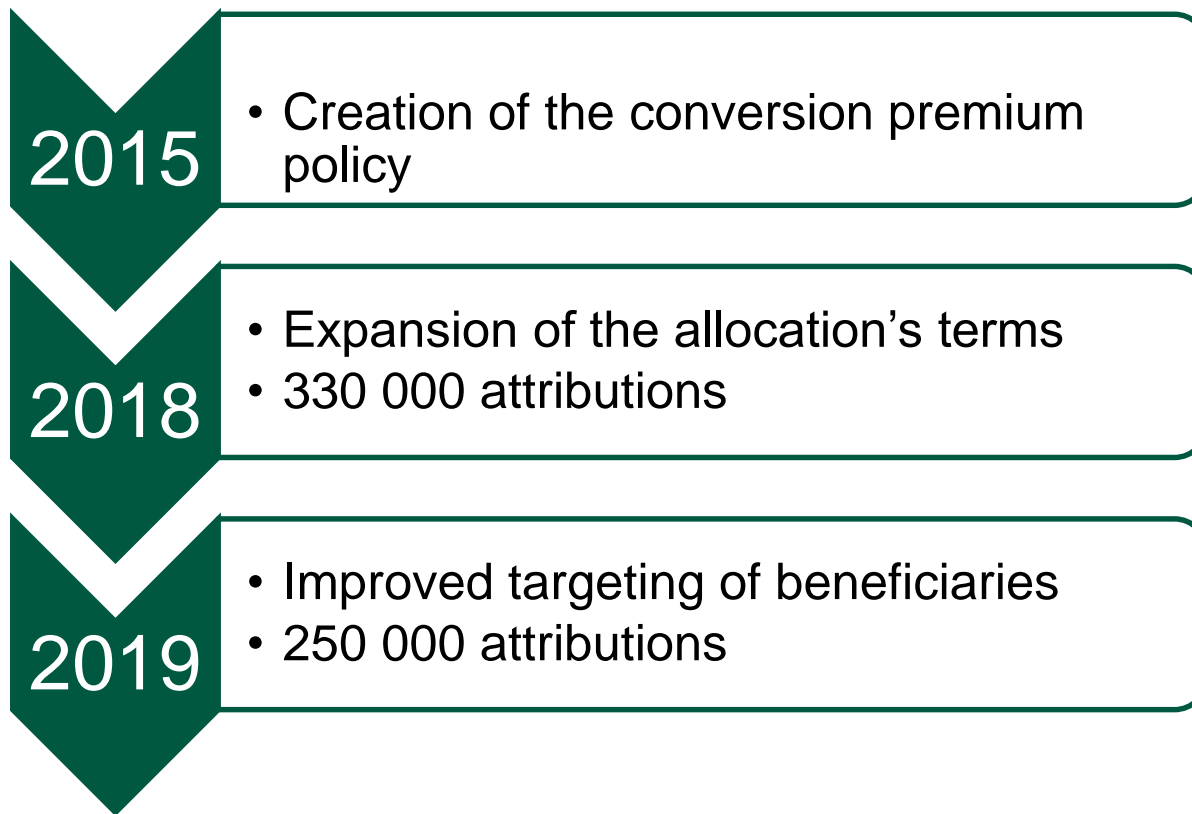 2015
• Creation of the conversion premium
policy
2018
• Expansion of the allocation’s terms
• 330 000 attributions
2019
• Improved targeting of beneficiaries
• 250 000 attributions